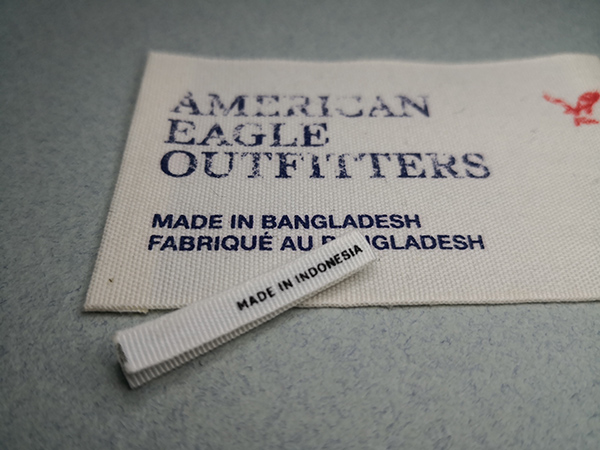 AMERICAN
EAGLE
OUTFITTERS
MADE IN BANGLADESH
FABRIQUÉ AU BANGLADESH
MADE IN INDONESIA